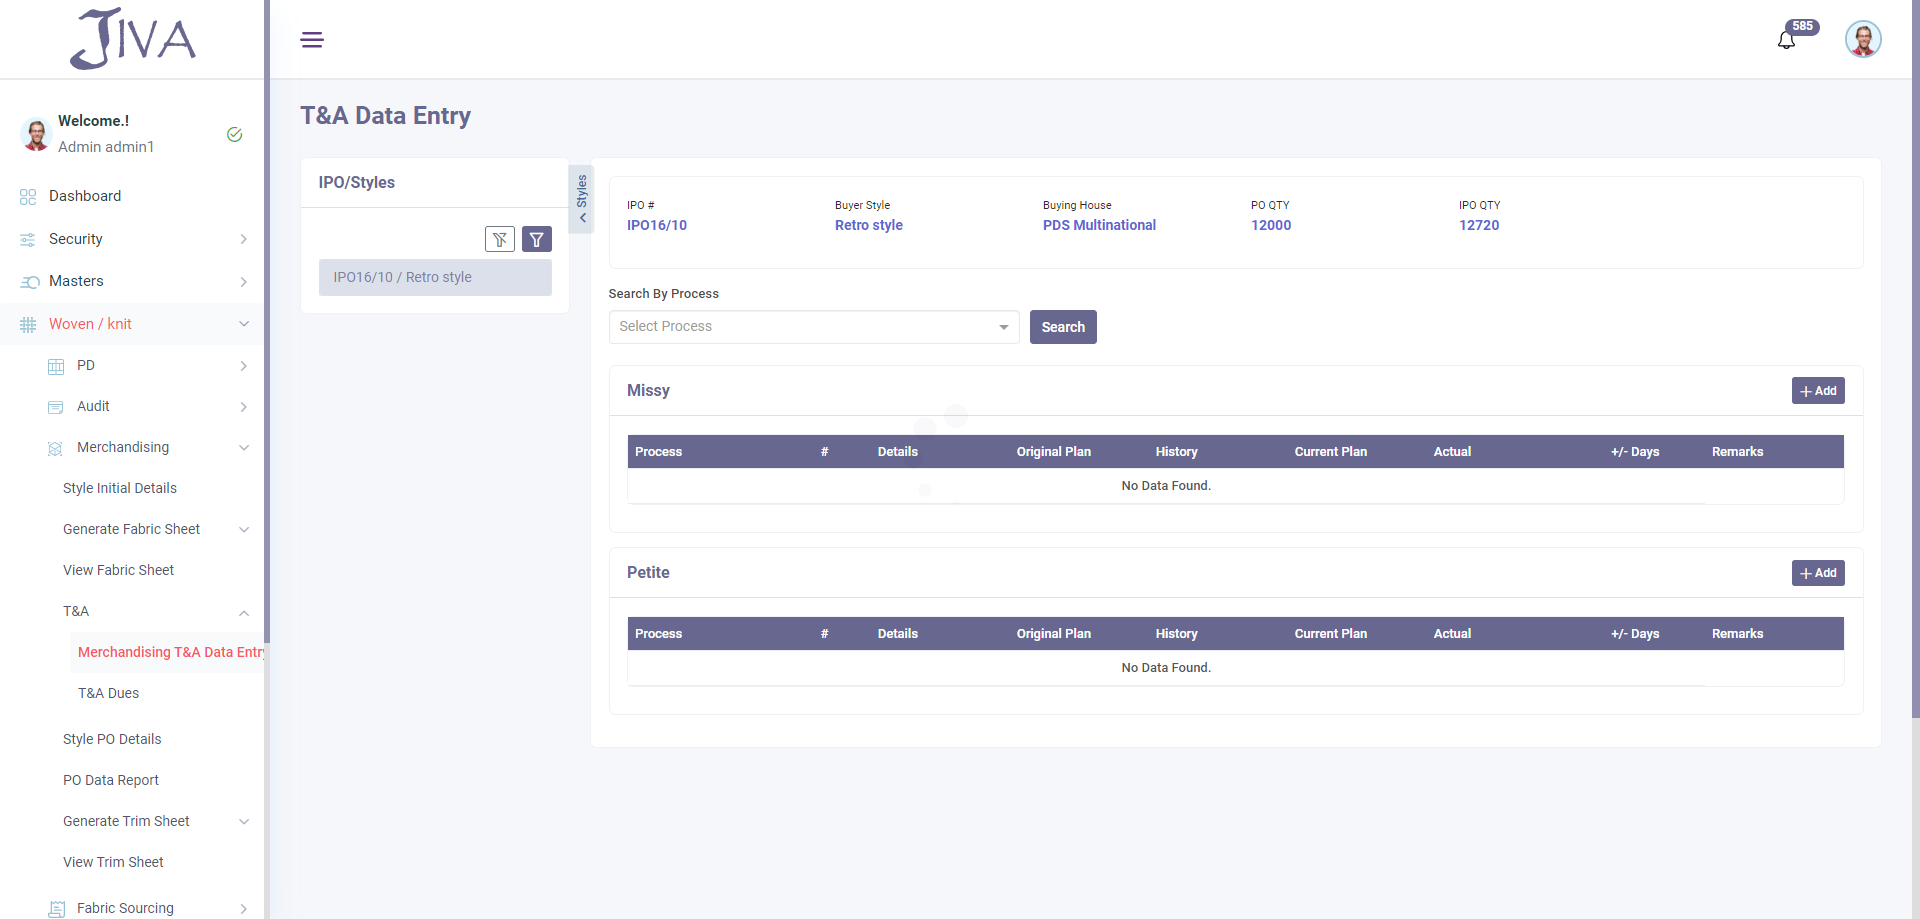 JIVA
585
Welcome.!
Admin admin1
Dashboard
Security
Masters
Woven / knit
PD
Audit
Merchandising
Style Initial Details
Generate Fabric Sheet
View Fabric Sheet
T&A
Merchandising T&A Data Entry
T&A Dues
Style PO Details
PO Data Report
Generate Trim Sheet
View Trim Sheet
Fabric Sourcing
T&A Data Entry
IPO/Styles
IPO16/10 / Retro style
Styles
IPO # Buyer Style Buying House PO QTY IPO QTY
IPO16/10 Retro style PDS Multinational 12000 12720
Search By Process
Select Process Search
Missy + Add
Process # Details Original Plan History Current Plan Actual +/- Days Remarks
No Data Found.
Petite + Add
Process # Details Original Plan History Current Plan Actual +/- Days Remarks
No Data Found.